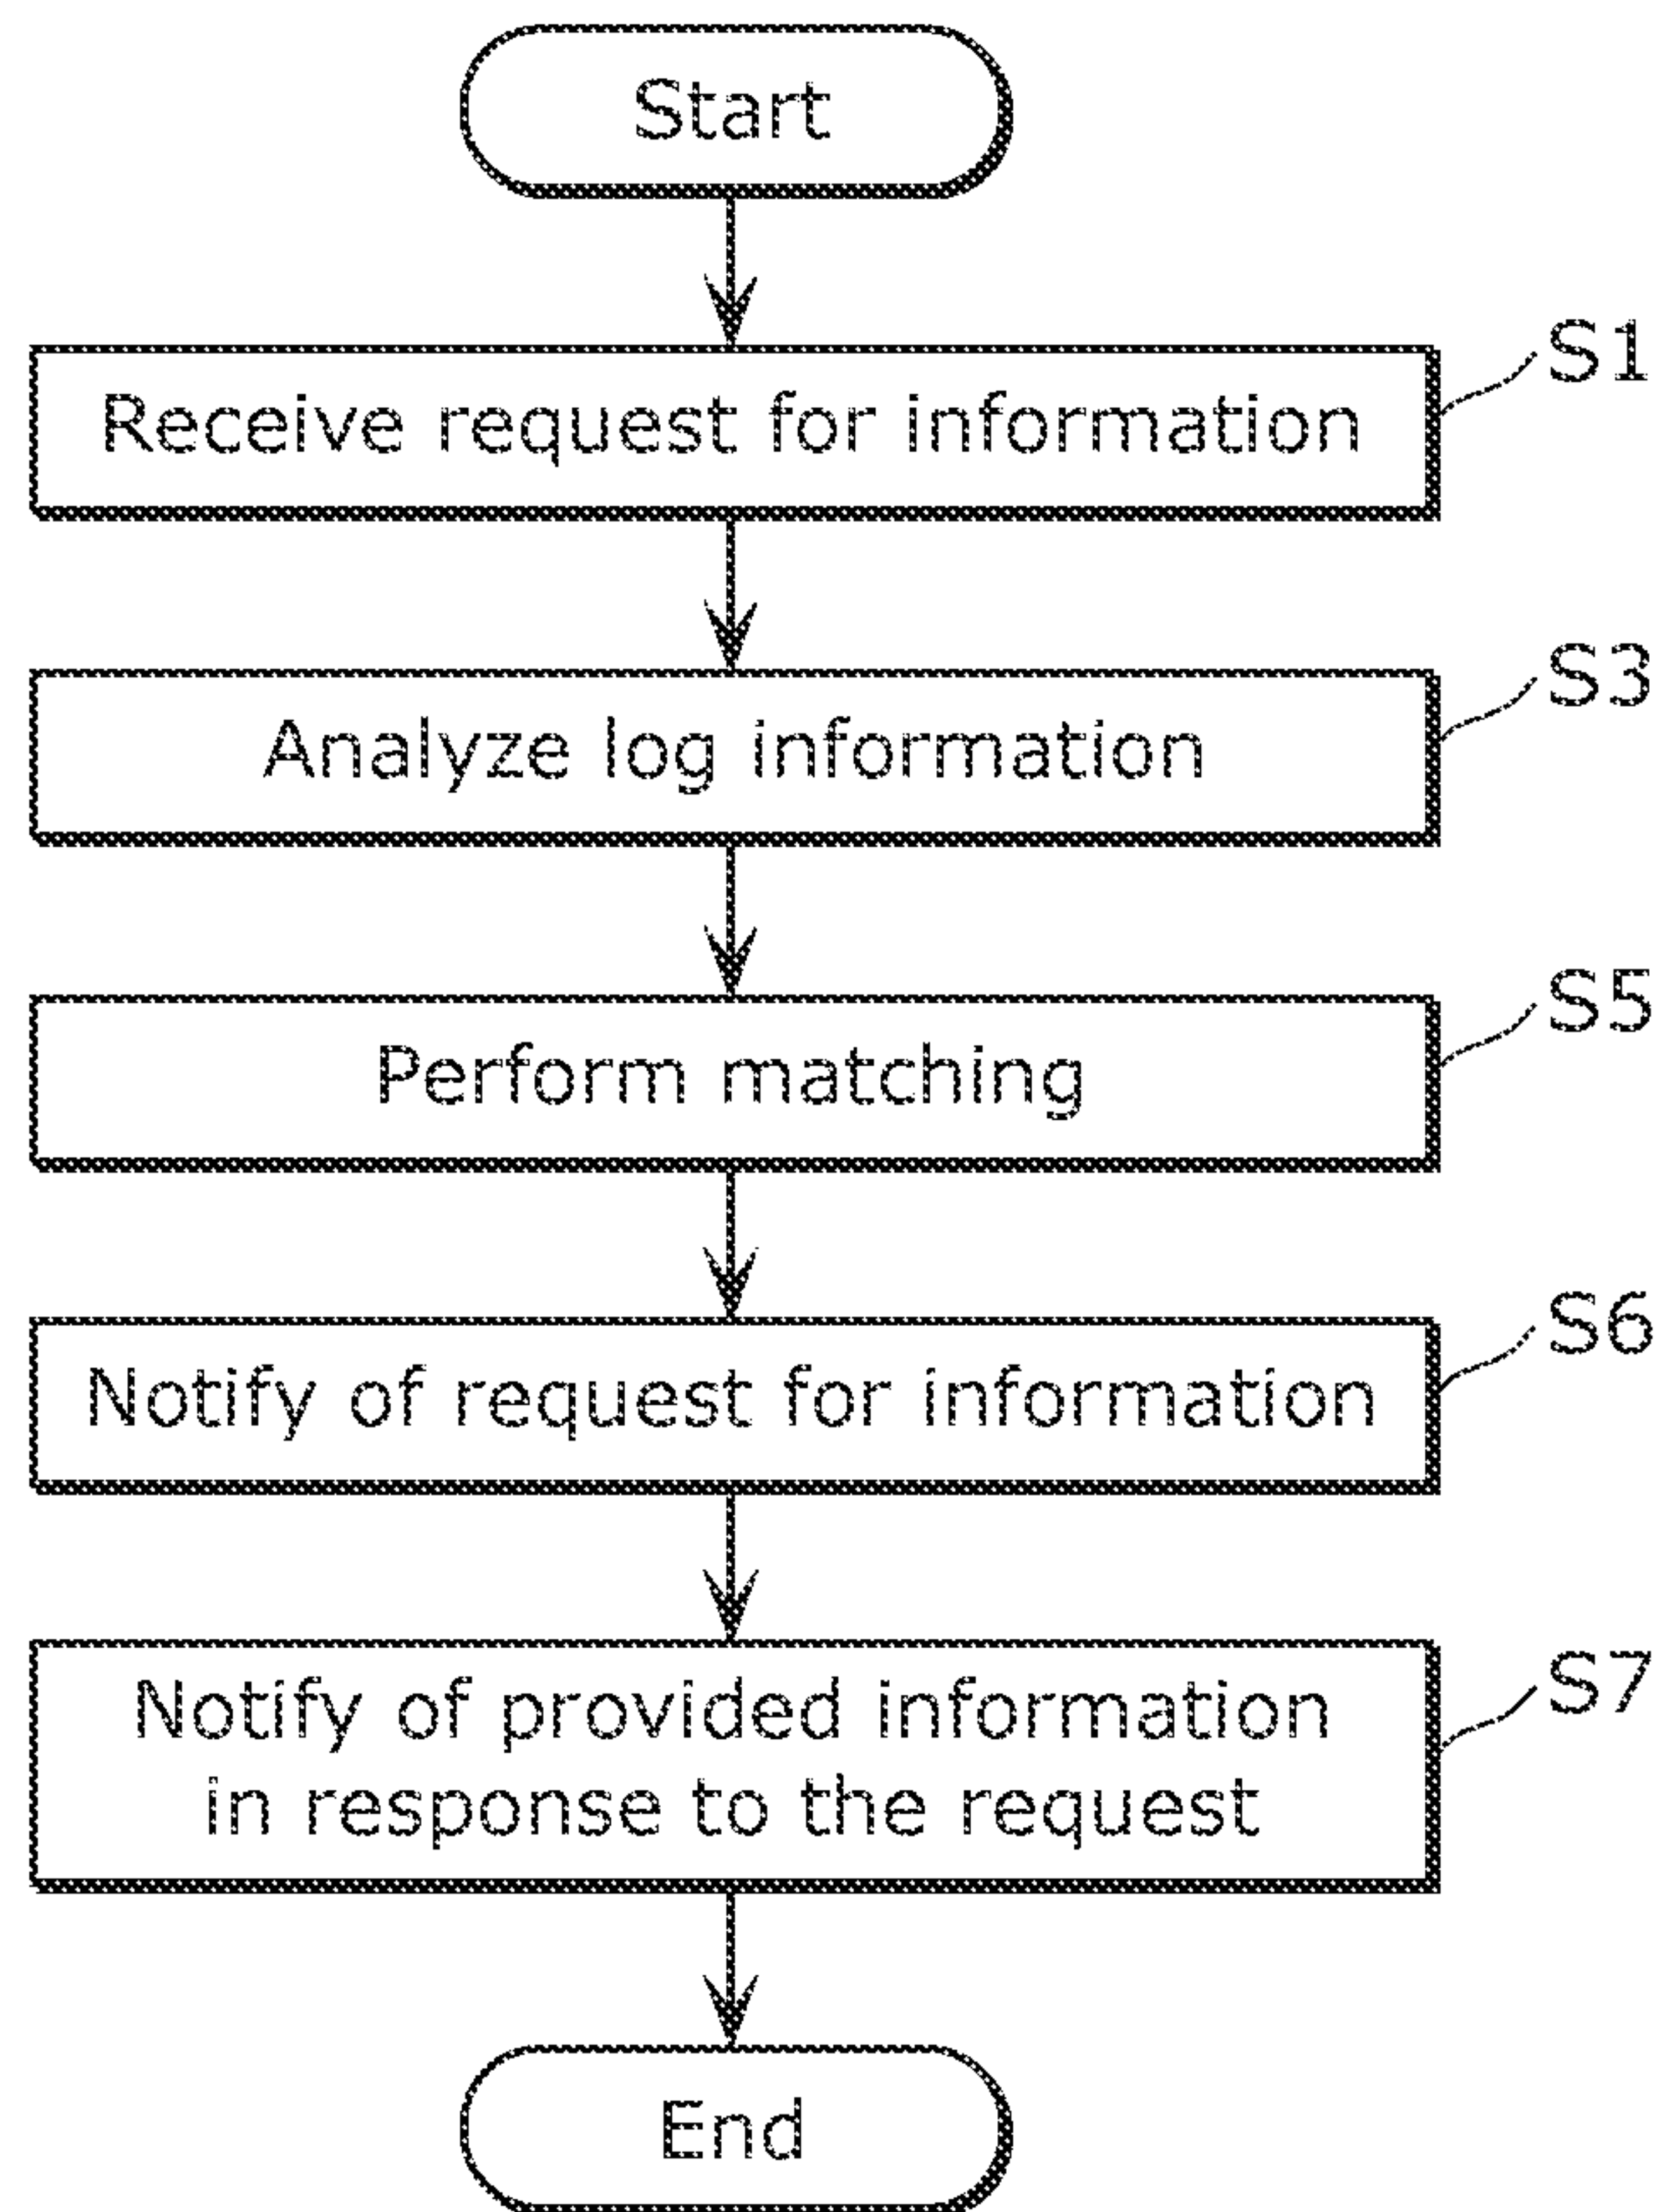 Start
Receive request for information
S1
Analyze log information
S3
Perform matching
S5
Notify of request for information
S6
Notify of provided information
in response to the request
S7
End